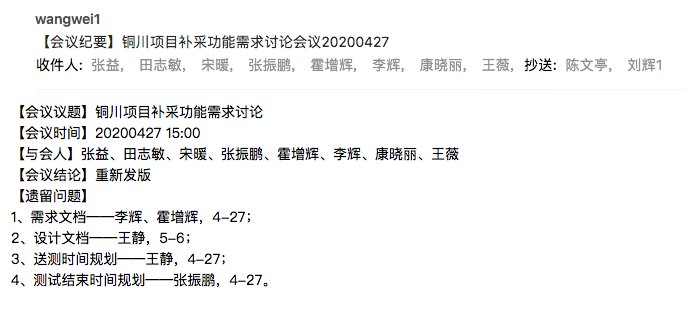 wangwei1
【会议纪要】铜川项目补采功能需求讨论会议20200427
收件人: 张益, 田志敏, 宋暖, 张振鹏, 霍增辉, 李辉, 康晓丽, 王薇, 抄送: 陈文亭, 刘辉1
【会议议题】铜川项目补采功能需求讨论
【会议时间】20200427 15:00
【与会人】张益、田志敏、宋暖、张振鹏、霍增辉、李辉、康晓丽、王薇
【会议结论】重新发版
【遗留问题】
1、需求文档——李辉、霍增辉，4-27；
2、设计文档——王静，5-6；
3、送测时间规划——王静，4-27；
4、测试结束时间规划——张振鹏，4-27。